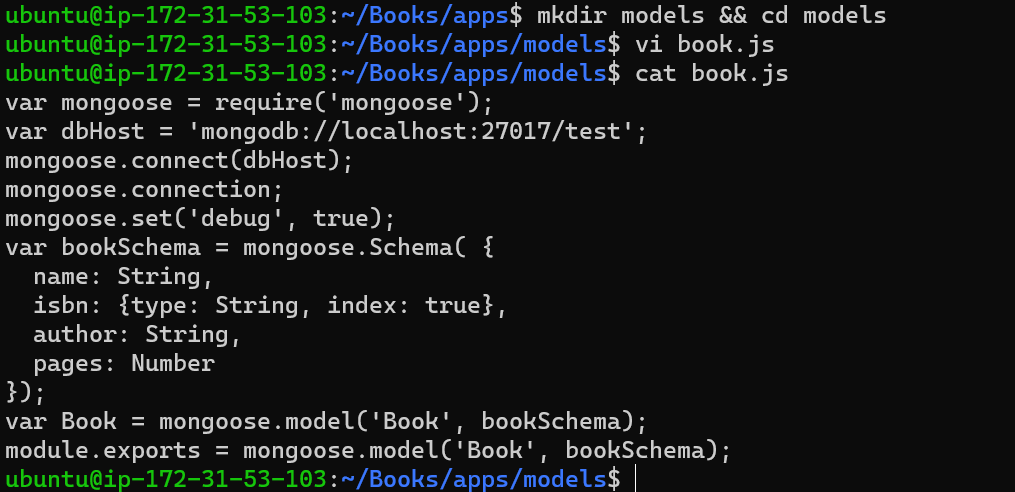 ubuntu@ip-172-31-53-103:~/Books/apps$ mkdir models && cd models
ubuntu@ip-172-31-53-103:~/Books/apps/models$ vi book.js
ubuntu@ip-172-31-53-103:~/Books/apps/models$ cat book.js
var mongoose = require('mongoose');
var dbHost = 'mongodb://localhost:27017/test';
mongoose.connect(dbHost);
mongoose.connection;
mongoose.set('debug', true);
var bookSchema = mongoose.Schema( {
  name: String,
  isbn: {type: String, index: true},
  author: String,
  pages: Number
});
var Book = mongoose.model('Book', bookSchema);
module.exports = mongoose.model('Book', bookSchema);
ubuntu@ip-172-31-53-103:~/Books/apps/models$